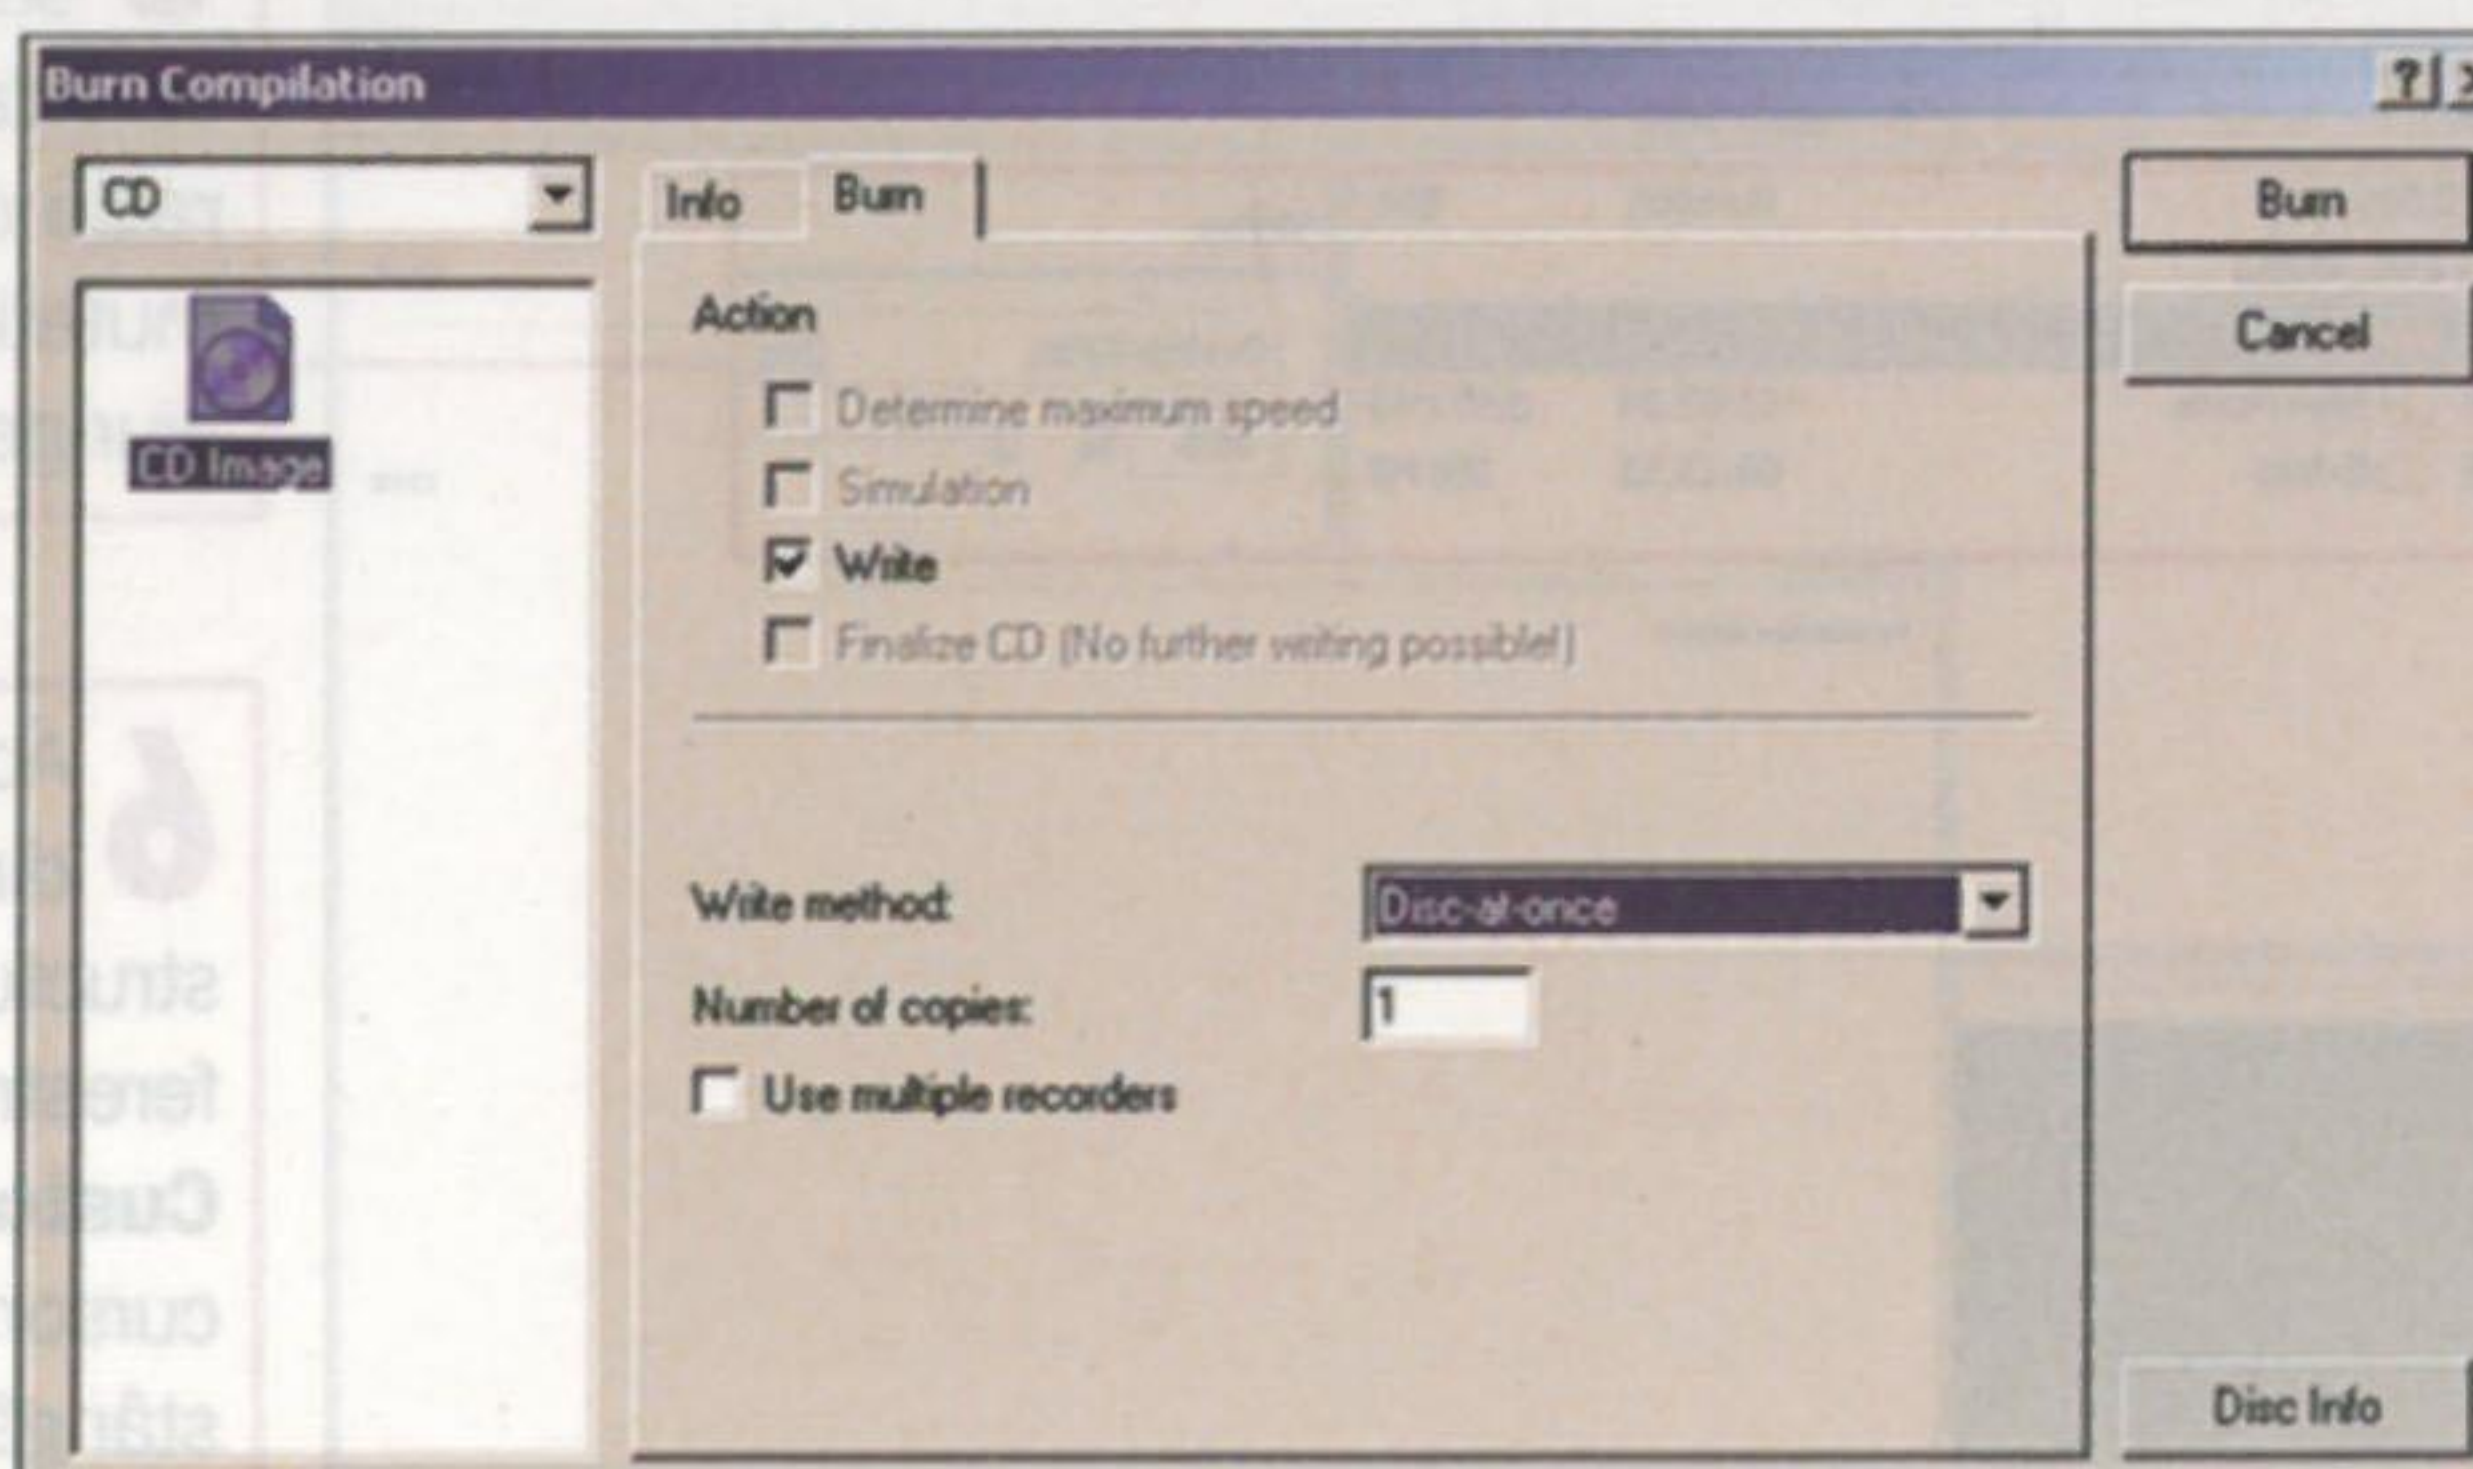 Burn Compilation
?
CD
Info
Burn
Burn
Cancel
CD Image
Action
Determine maximum speed
Simulation
Write
Finalize CD (No further writing possible!)
Write method:
Disc-at-once
Number of copies:
1
Use multiple recorders
Disc Info
6